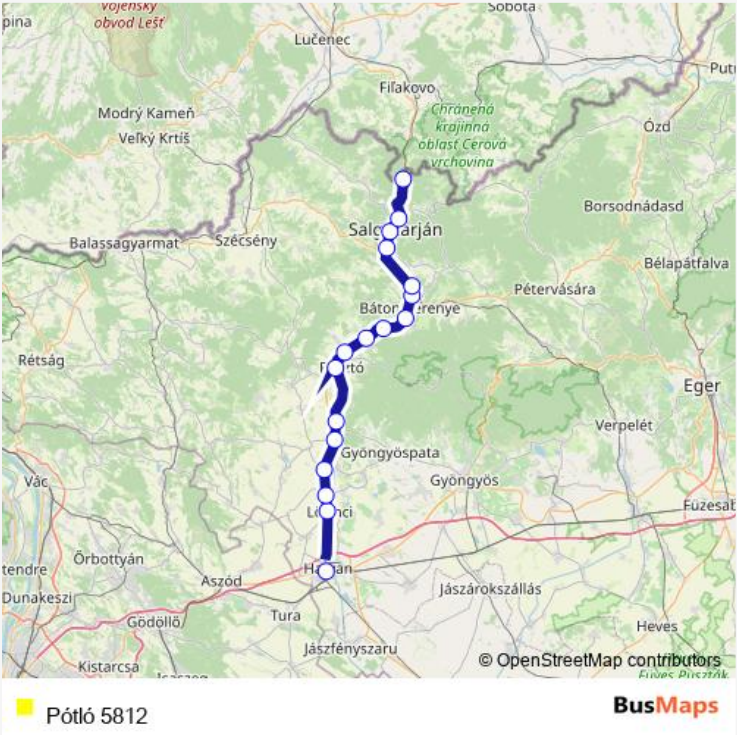 Vojenský
obvod Lešť
Sobota
pina
Lučenec
Fiľakovo
Putn
Modrý Kameň
Chránená
krajinná
oblasť Cerová
vrchovina
Ózd
Veľký Krtíš
Borsodnádasd
Balassagyarmat
Szécsény
Bélapátfalva
Pétervására
Rétság
Eger
Verpelét
Gyöngyöspata
Vác
Gyöngyös
Füzesab
Örbottyán
tendre
Aszód
Dunakeszi
Jászárokszállás
Gödöllő
Tura
Heves
Jászfényszaru
Kistarcsa
© OpenStreetMap contributors
Pótló 5812
BusMaps